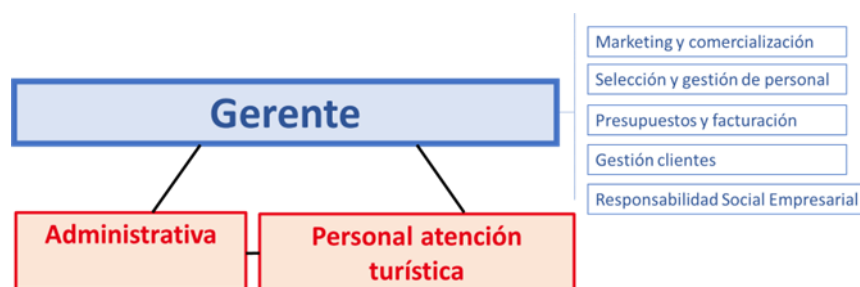 Marketing y comercialización
Selección y gestión de personal
Gerente
Presupuestos y facturación
Gestión clientes
Responsabilidad Social Empresarial
Administrativa
Personal atención
turística